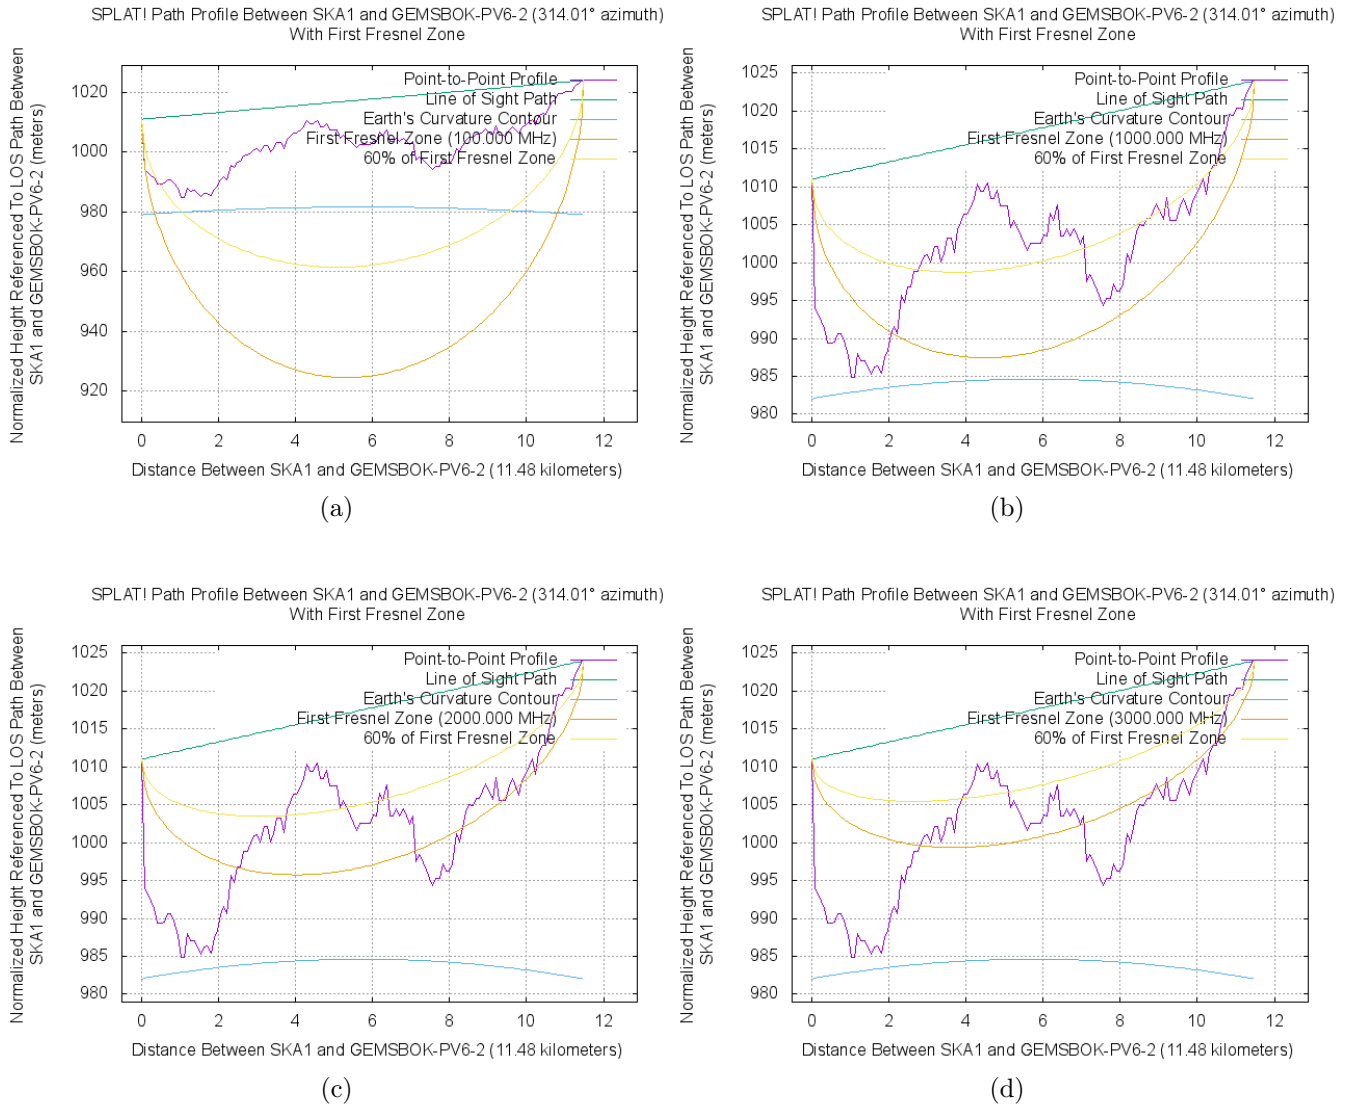 SPLAT! Path Profile Between SKA1 and GEMSBOK-PV6-2 (314.01° azimuth)
With First Fresnel Zone
Normalized Height Referenced To LOS Path Between
SKA1 and GEMSBOK-PV6-2 (meters)
1020
1000
980
960
940
920
Point-to-Point Profile
Line of Sight Path
Earth's Curvature Contour
First Fresnel Zone (100.000 MHz)
60% of First Fresnel Zone
0 2 4 6 8 10 12
Distance Between SKA1 and GEMSBOK-PV6-2 (11.48 kilometers)
(a)
SPLAT! Path Profile Between SKA1 and GEMSBOK-PV6-2 (314.01° azimuth)
With First Fresnel Zone
Normalized Height Referenced To LOS Path Between
SKA1 and GEMSBOK-PV6-2 (meters)
1025
1020
1015
1010
1005
1000
995
990
985
980
Point-to-Point Profile
Line of Sight Path
Earth's Curvature Contour
First Fresnel Zone (1000.000 MHz)
60% of First Fresnel Zone
0 2 4 6 8 10 12
Distance Between SKA1 and GEMSBOK-PV6-2 (11.48 kilometers)
(b)
SPLAT! Path Profile Between SKA1 and GEMSBOK-PV6-2 (314.01° azimuth)
With First Fresnel Zone
Normalized Height Referenced To LOS Path Between
SKA1 and GEMSBOK-PV6-2 (meters)
1025
1020
1015
1010
1005
1000
995
990
985
980
Point-to-Point Profile
Line of Sight Path
Earth's Curvature Contour
First Fresnel Zone (2000.000 MHz)
60% of First Fresnel Zone
0 2 4 6 8 10 12
Distance Between SKA1 and GEMSBOK-PV6-2 (11.48 kilometers)
(c)
SPLAT! Path Profile Between SKA1 and GEMSBOK-PV6-2 (314.01° azimuth)
With First Fresnel Zone
Normalized Height Referenced To LOS Path Between
SKA1 and GEMSBOK-PV6-2 (meters)
1025
1020
1015
1010
1005
1000
995
990
985
980
Point-to-Point Profile
Line of Sight Path
Earth's Curvature Contour
First Fresnel Zone (3000.000 MHz)
60% of First Fresnel Zone
0 2 4 6 8 10 12
Distance Between SKA1 and GEMSBOK-PV6-2 (11.48 kilometers)
(d)